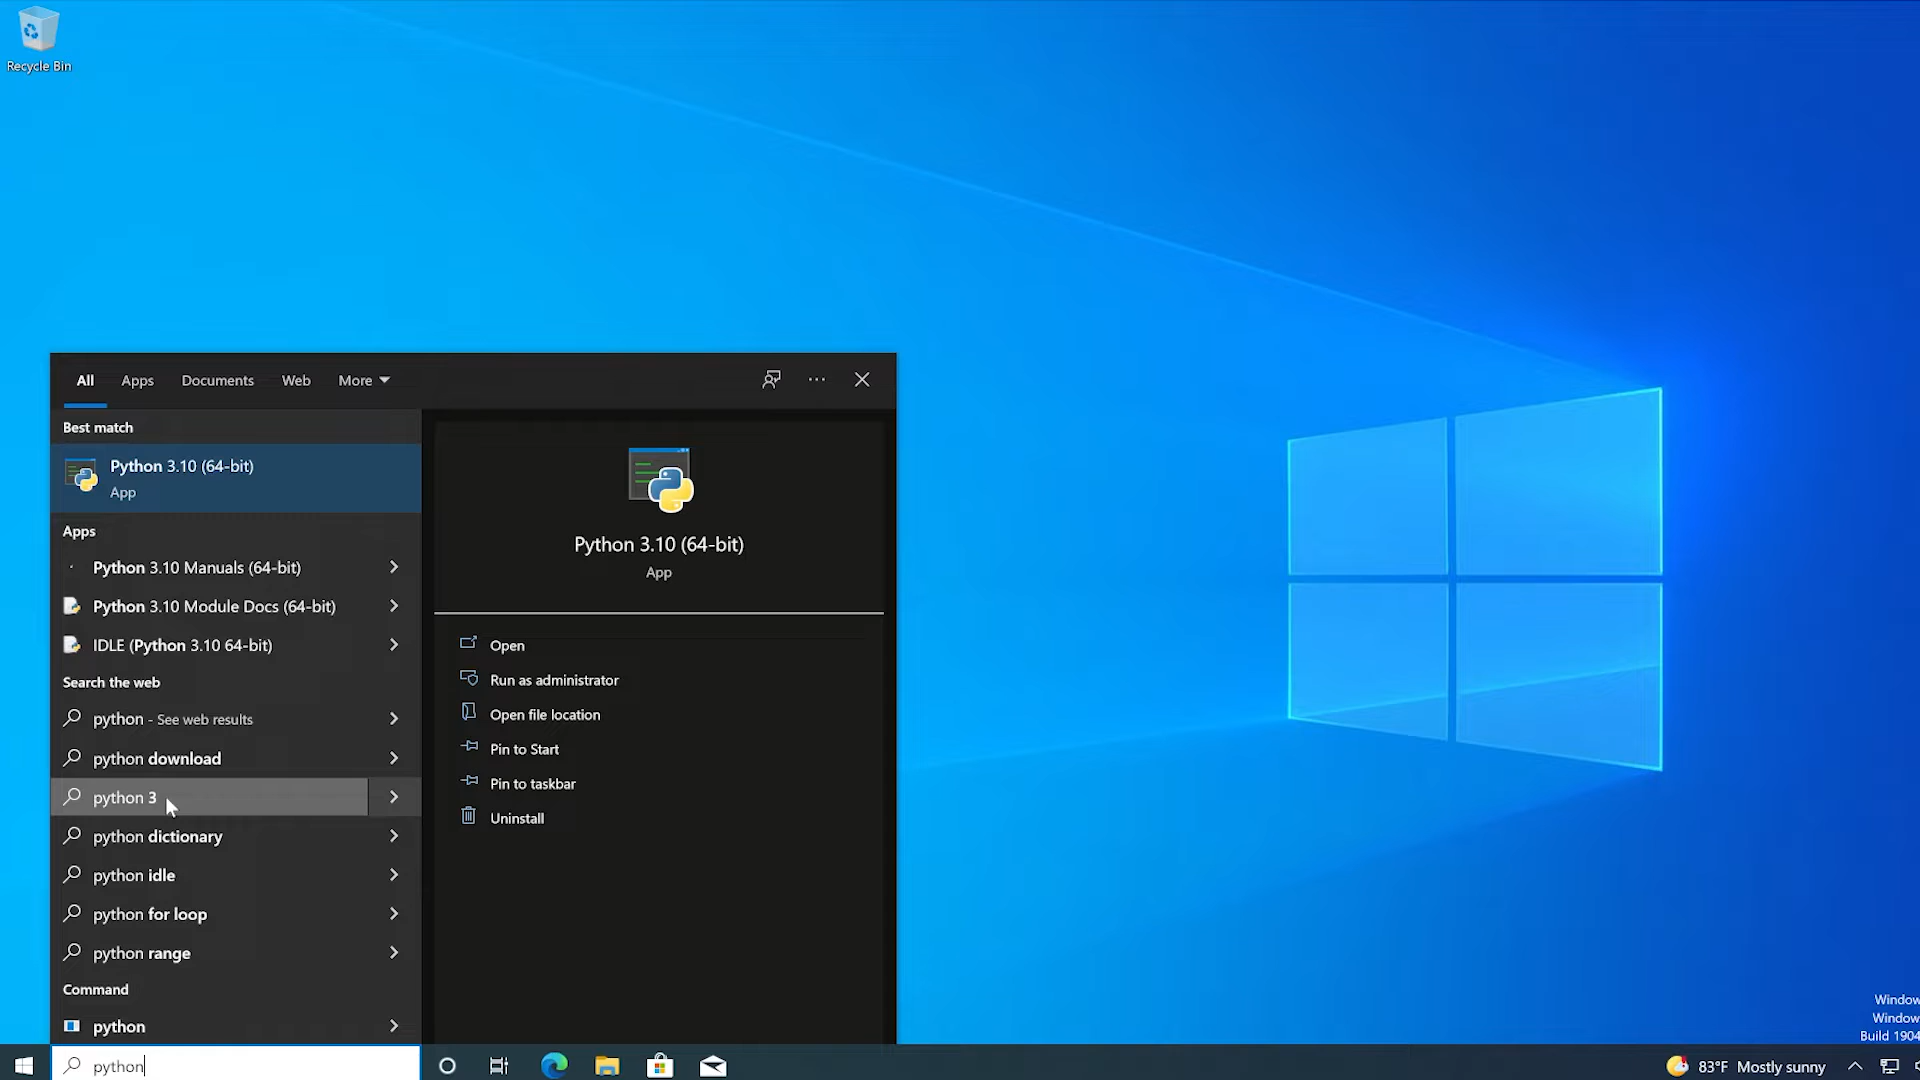 Recycle Bin
All Apps Documents Web More
Best match
Python 3.10 (64-bit)
App
Apps
Python 3.10 Manuals (64-bit)
Python 3.10 Module Docs (64-bit)
IDLE (Python 3.10 64-bit)
Search the web
python - See web results
python download
python 3
python dictionary
python idle
python for loop
python range
Command
python
python
Python 3.10 (64-bit)
App
Open
Run as administrator
Open file location
Pin to Start
Pin to taskbar
Uninstall
Window
Window
Build 1904
83°F Mostly sunny